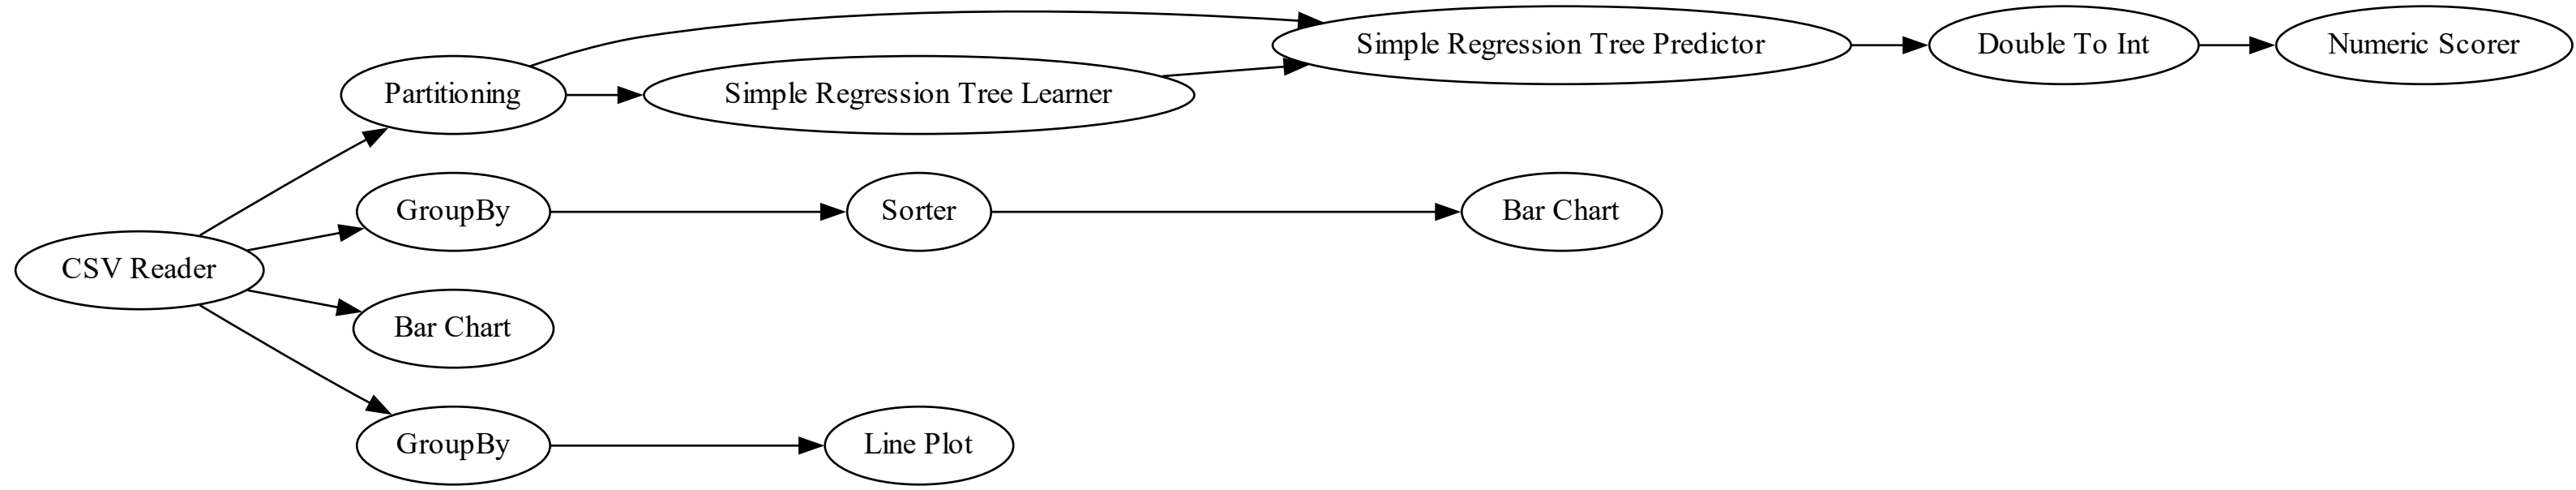 Simple Regression Tree Predictor
Double To Int
Numeric Scorer
Partitioning
Simple Regression Tree Learner
GroupBy
Sorter
Bar Chart
CSV Reader
Bar Chart
GroupBy
Line Plot